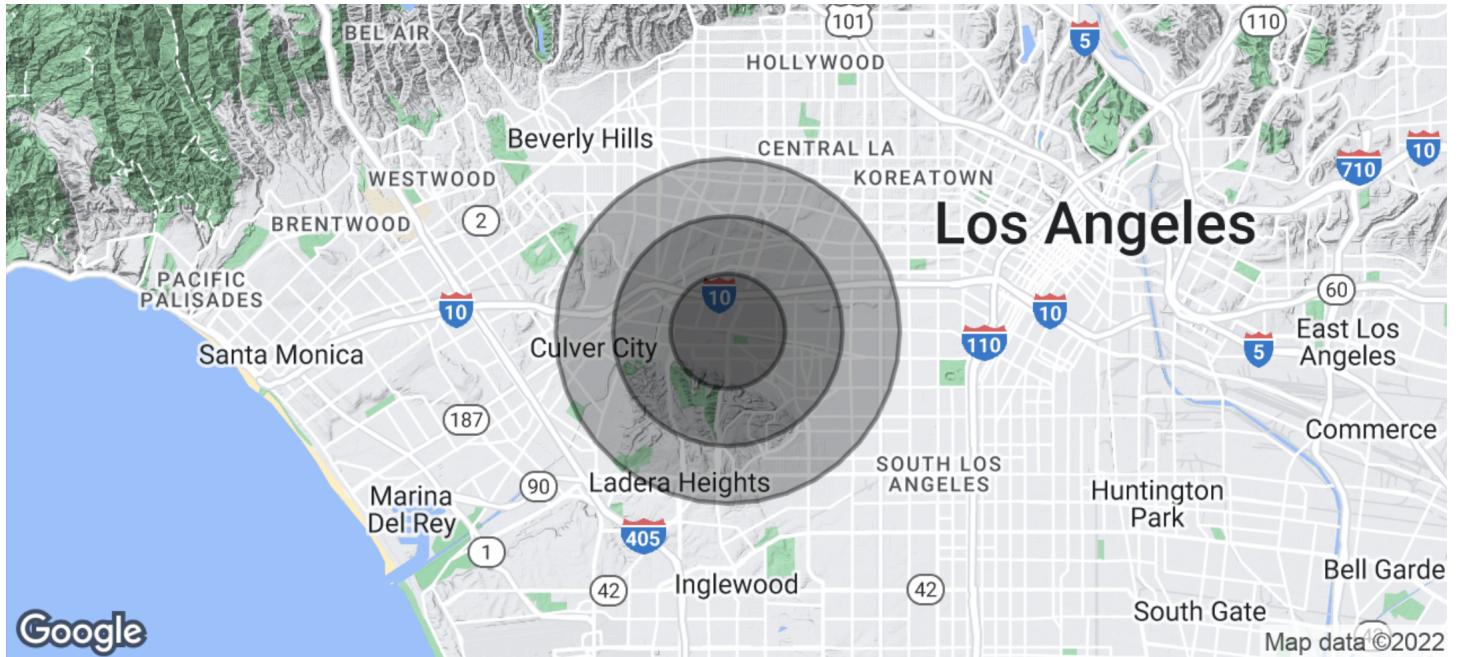 BEL AIR
101
110
5
HOLLYWOOD
Beverly Hills
CENTRAL LA
10
710
WESTWOOD
KOREATOWN
2
BRENTWOOD
Los Angeles
PACIFIC
PALISADES
10
10
10
60
Santa Monica
Culver City
110
5
East Los
Angeles
187
Commerce
90
Ladera Heights
SOUTH LOS
ANGELES
Marina
Del Rey
Huntington
Park
405
1
42
Inglewood
42
Bell Garde
South Gate
Google
42
Map data ©2022